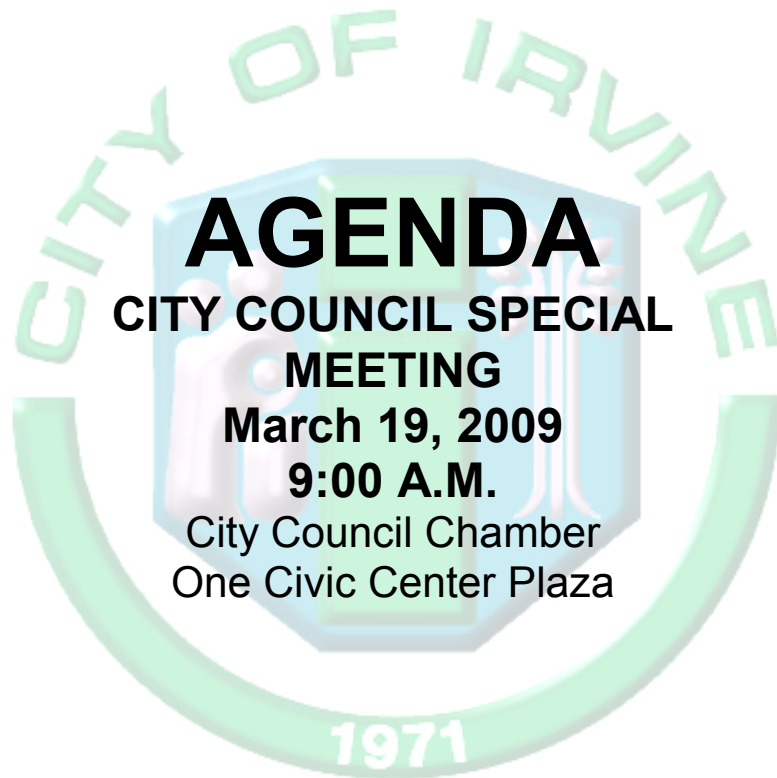 CITY OF IRVINE
AGENDA
CITY COUNCIL SPECIAL
MEETING
March 19, 2009
9:00 A.M.
City Council Chamber
One Civic Center Plaza
1971